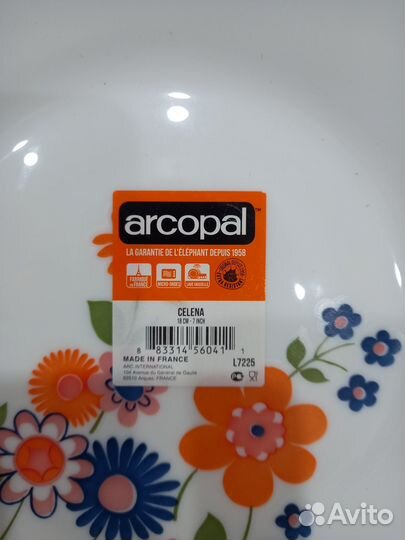 arcopal™
LA GARANTIE DE L'ÉLÉPHANT DEPUIS 1958
FABRIQUÉ
EN FRANCE
MICRO-ONDES
LAVE-VAISSELLE
CELENA
18 CM - 7 INCH
8 83314 56041 1
MADE IN FRANCE
L7225
ARC INTERNATIONAL
104 Avenue du Général de Gaulle
62510 Arques, FRANCE
Avito